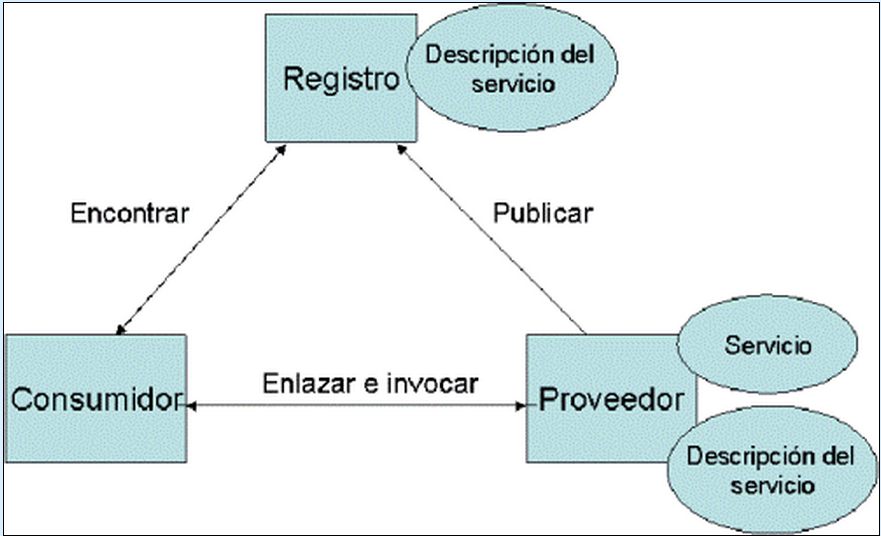 Registro
Descripción del
servicio
Encontrar
Publicar
Consumidor
Enlazar e invocar
Proveedor
Servicio
Descripción del
servicio